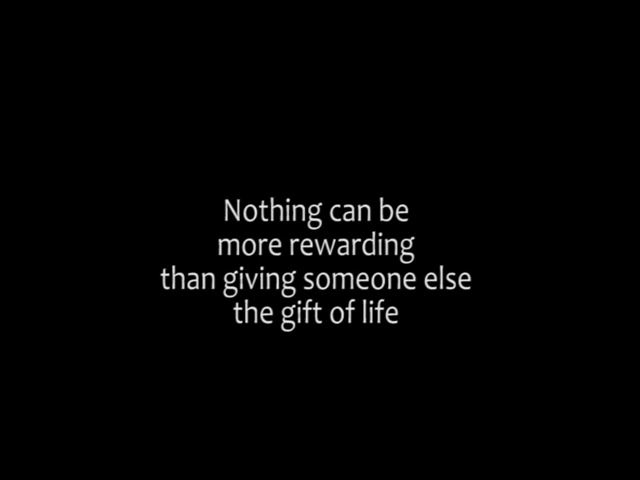 Nothing can be
more rewarding
than giving someone else
the gift of life